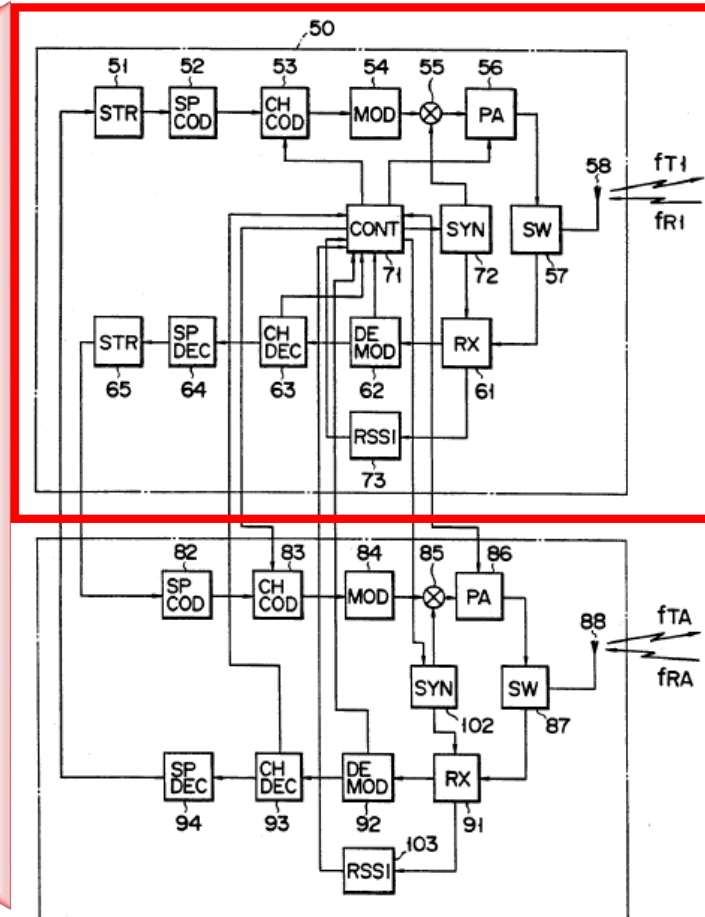 50
51 52 53 54 55 56
STR SP COD CH COD MOD PA
58 fT1
fR1
CONT SYN SW
71 72 57
STR SP DEC CH DEC DE MOD RX
65 64 63 62 61
RSSI
73
82 83 84 85 86
SP COD CH COD MOD PA
88 fTA
fRA
SYN SW
102 87
SP DEC CH DEC DE MOD RX
94 93 92 91
103
RSSI